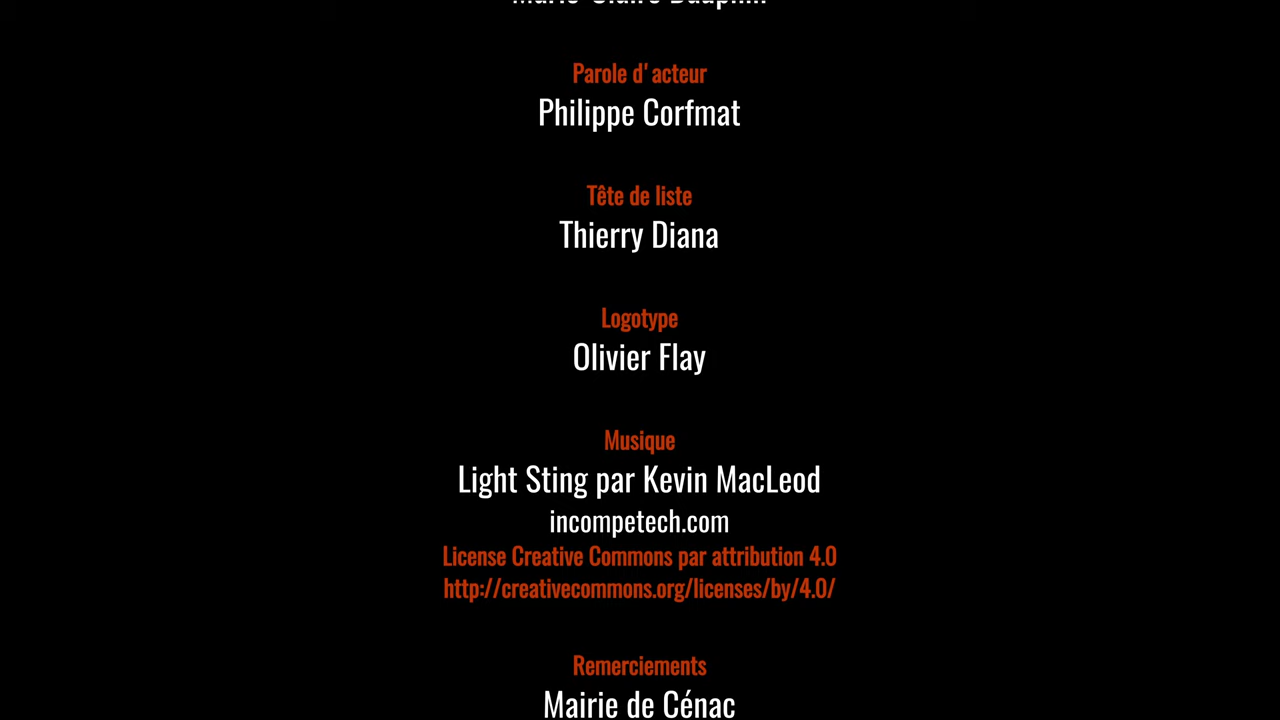 Parole d'acteur
Philippe Corfmat
Tête de liste
Thierry Diana
Logotype
Olivier Flay
Musique
Light Sting par Kevin MacLeod
incompetech.com
License Creative Commons par attribution 4.0
http://creativecommons.org/licenses/by/4.0/
Remerciements
Mairie de Cénac